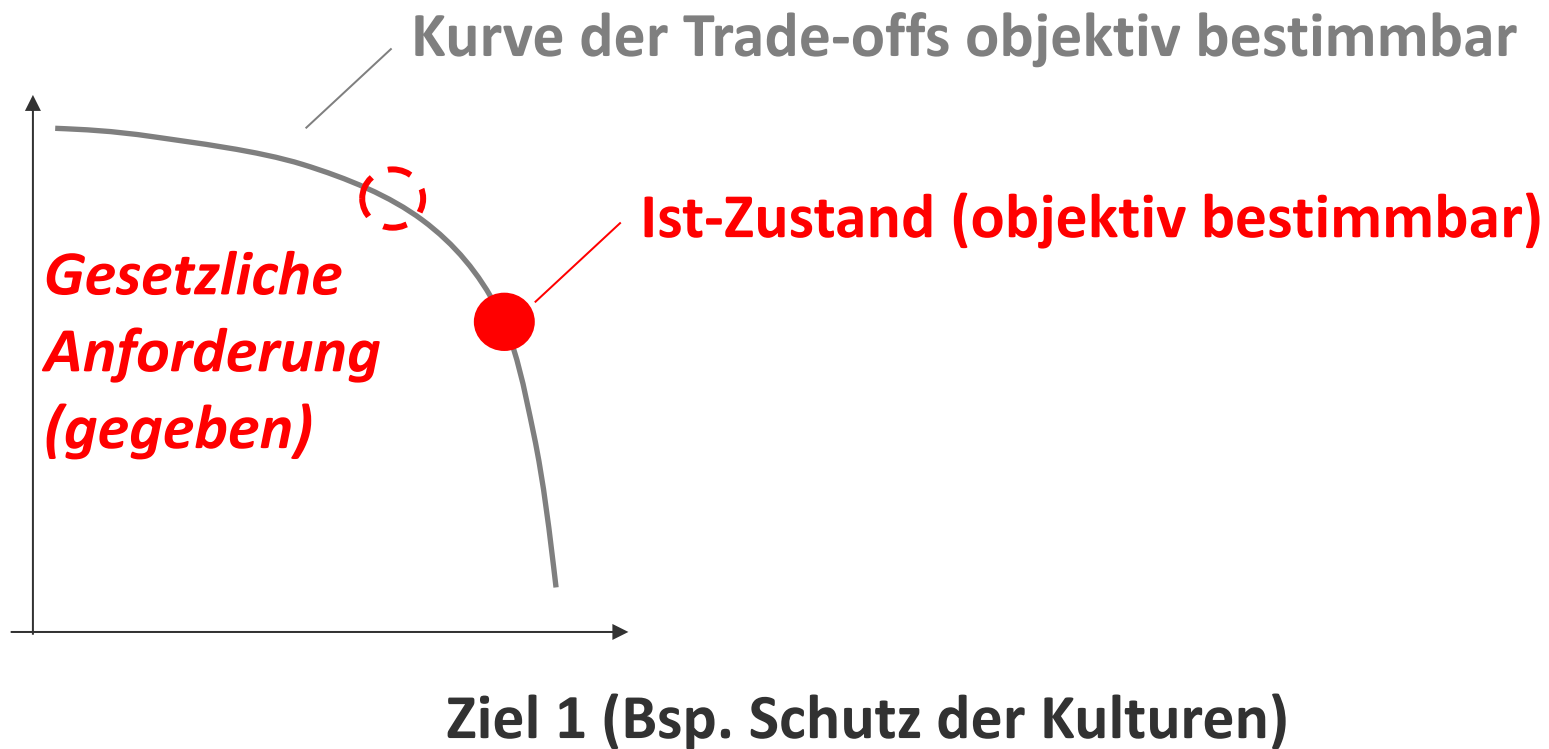 Kurve der Trade-offs objektiv bestimmbar
Ist-Zustand (objektiv bestimmbar)
Gesetzliche
Anforderung
(gegeben)
Ziel 1 (Bsp. Schutz der Kulturen)